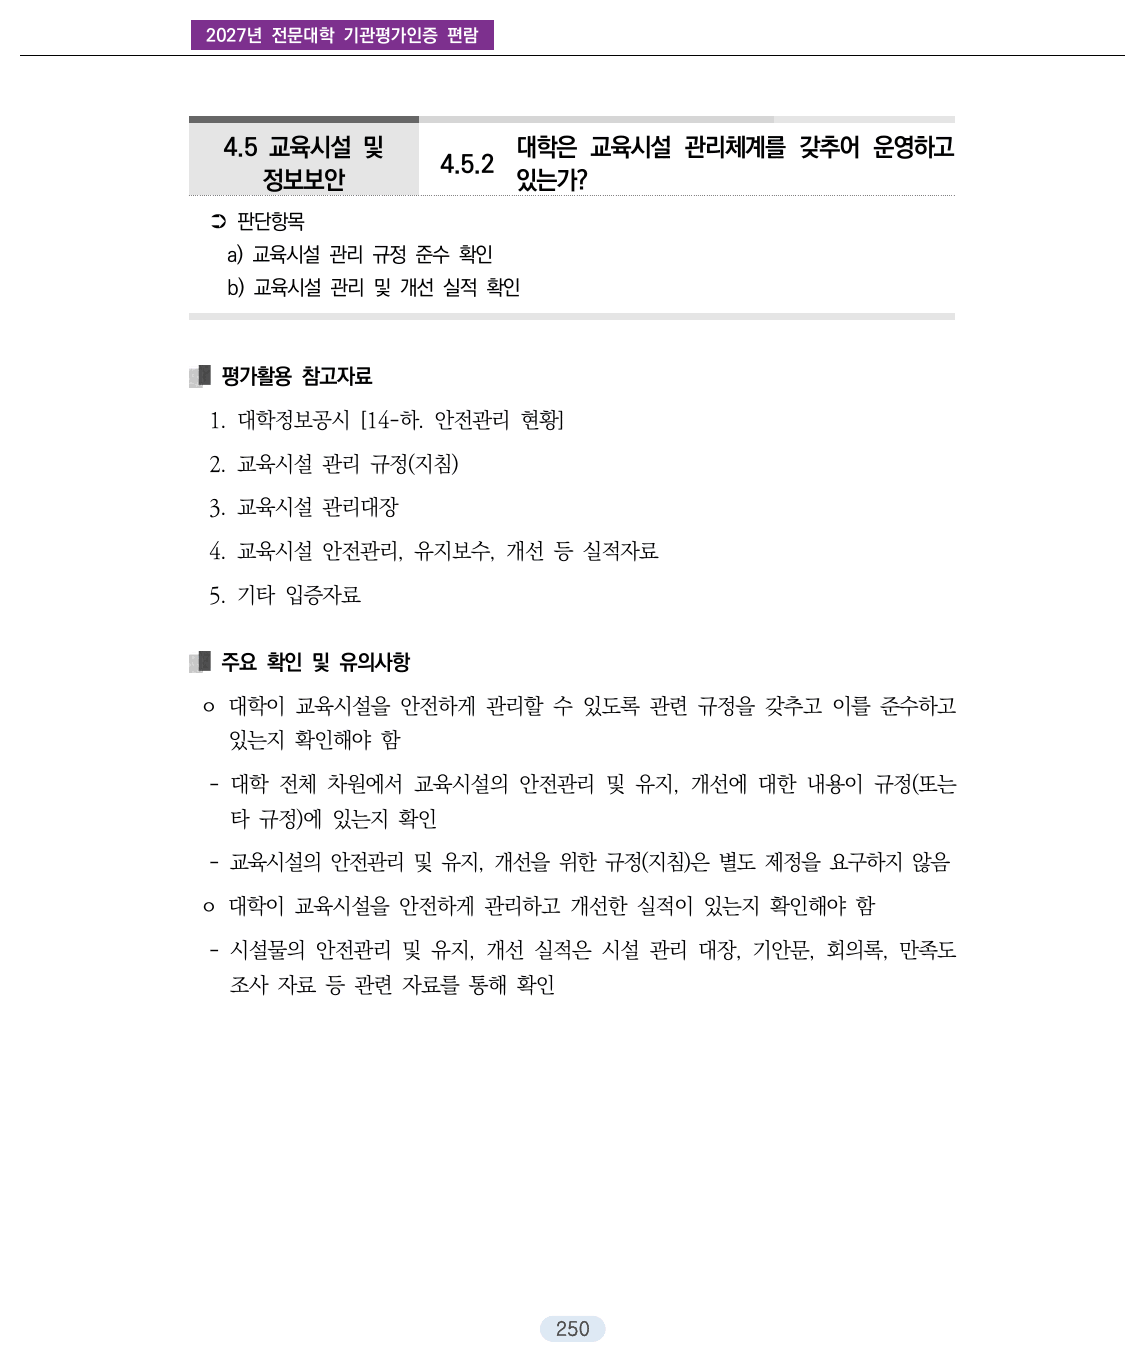 2027년 전문대학 기관평가인증 편람
4.5 교육시설 및
정보보안
4.5.2
대학은 교육시설 관리체계를 갖추어 운영하고
있는가?
➲ 판단항목
a) 교육시설 관리 규정 준수 확인
b) 교육시설 관리 및 개선 실적 확인
평가활용 참고자료
1. 대학정보공시 [14-하. 안전관리 현황]
2. 교육시설 관리 규정(지침)
3. 교육시설 관리대장
4. 교육시설 안전관리, 유지보수, 개선 등 실적자료
5. 기타 입증자료
주요 확인 및 유의사항
ㅇ 대학이 교육시설을 안전하게 관리할 수 있도록 관련 규정을 갖추고 이를 준수하고
있는지 확인해야 함
- 대학 전체 차원에서 교육시설의 안전관리 및 유지, 개선에 대한 내용이 규정(또는
타 규정)에 있는지 확인
- 교육시설의 안전관리 및 유지, 개선을 위한 규정(지침)은 별도 제정을 요구하지 않음
ㅇ 대학이 교육시설을 안전하게 관리하고 개선한 실적이 있는지 확인해야 함
- 시설물의 안전관리 및 유지, 개선 실적은 시설 관리 대장, 기안문, 회의록, 만족도
조사 자료 등 관련 자료를 통해 확인
250